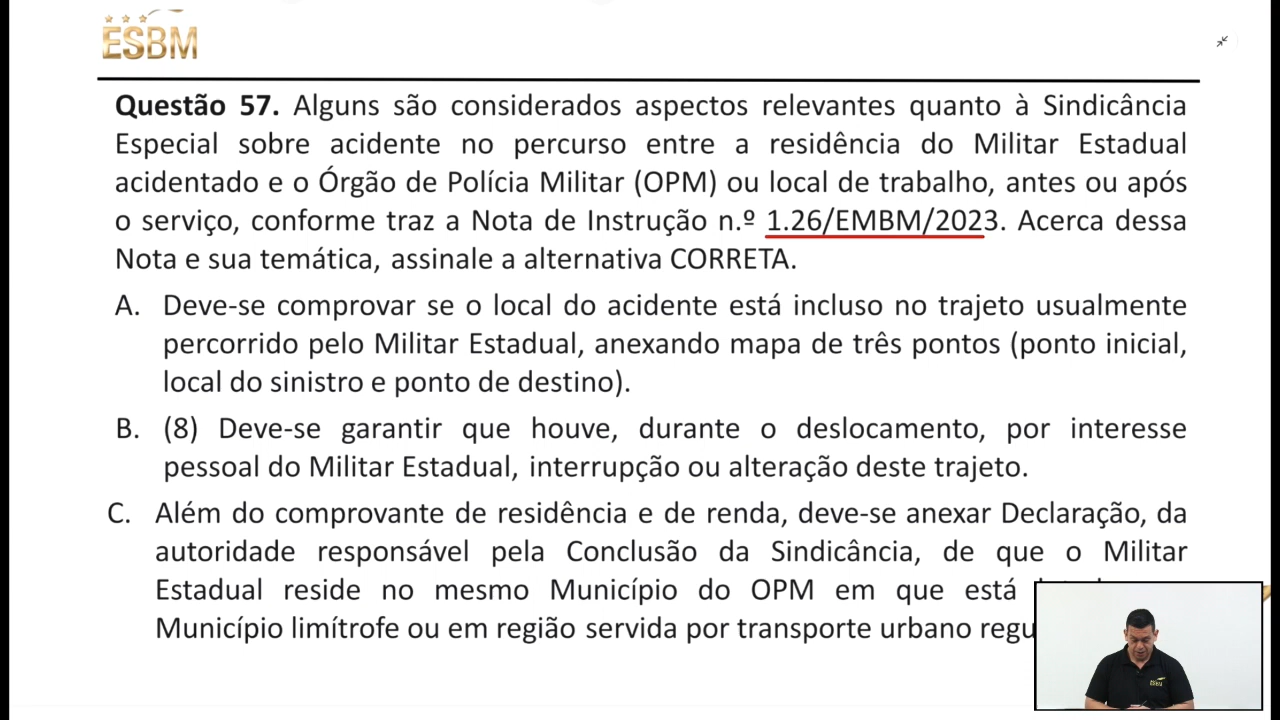 ESBM
Questão 57. Alguns são considerados aspectos relevantes quanto à Sindicância
Especial sobre acidente no percurso entre a residência do Militar Estadual
acidentado e o Órgão de Polícia Militar (OPM) ou local de trabalho, antes ou após
o serviço, conforme traz a Nota de Instrução n.º 1.26/EMBM/2023. Acerca dessa
Nota e sua temática, assinale a alternativa CORRETA.
A. Deve-se comprovar se o local do acidente está incluso no trajeto usualmente
percorrido pelo Militar Estadual, anexando mapa de três pontos (ponto inicial,
local do sinistro e ponto de destino).
B. (8) Deve-se garantir que houve, durante o deslocamento, por interesse
pessoal do Militar Estadual, interrupção ou alteração deste trajeto.
C. Além do comprovante de residência e de renda, deve-se anexar Declaração, da
autoridade responsável pela Conclusão da Sindicância, de que o Militar
Estadual reside no mesmo Município do OPM em que está
Município limítrofe ou em região servida por transporte urbano